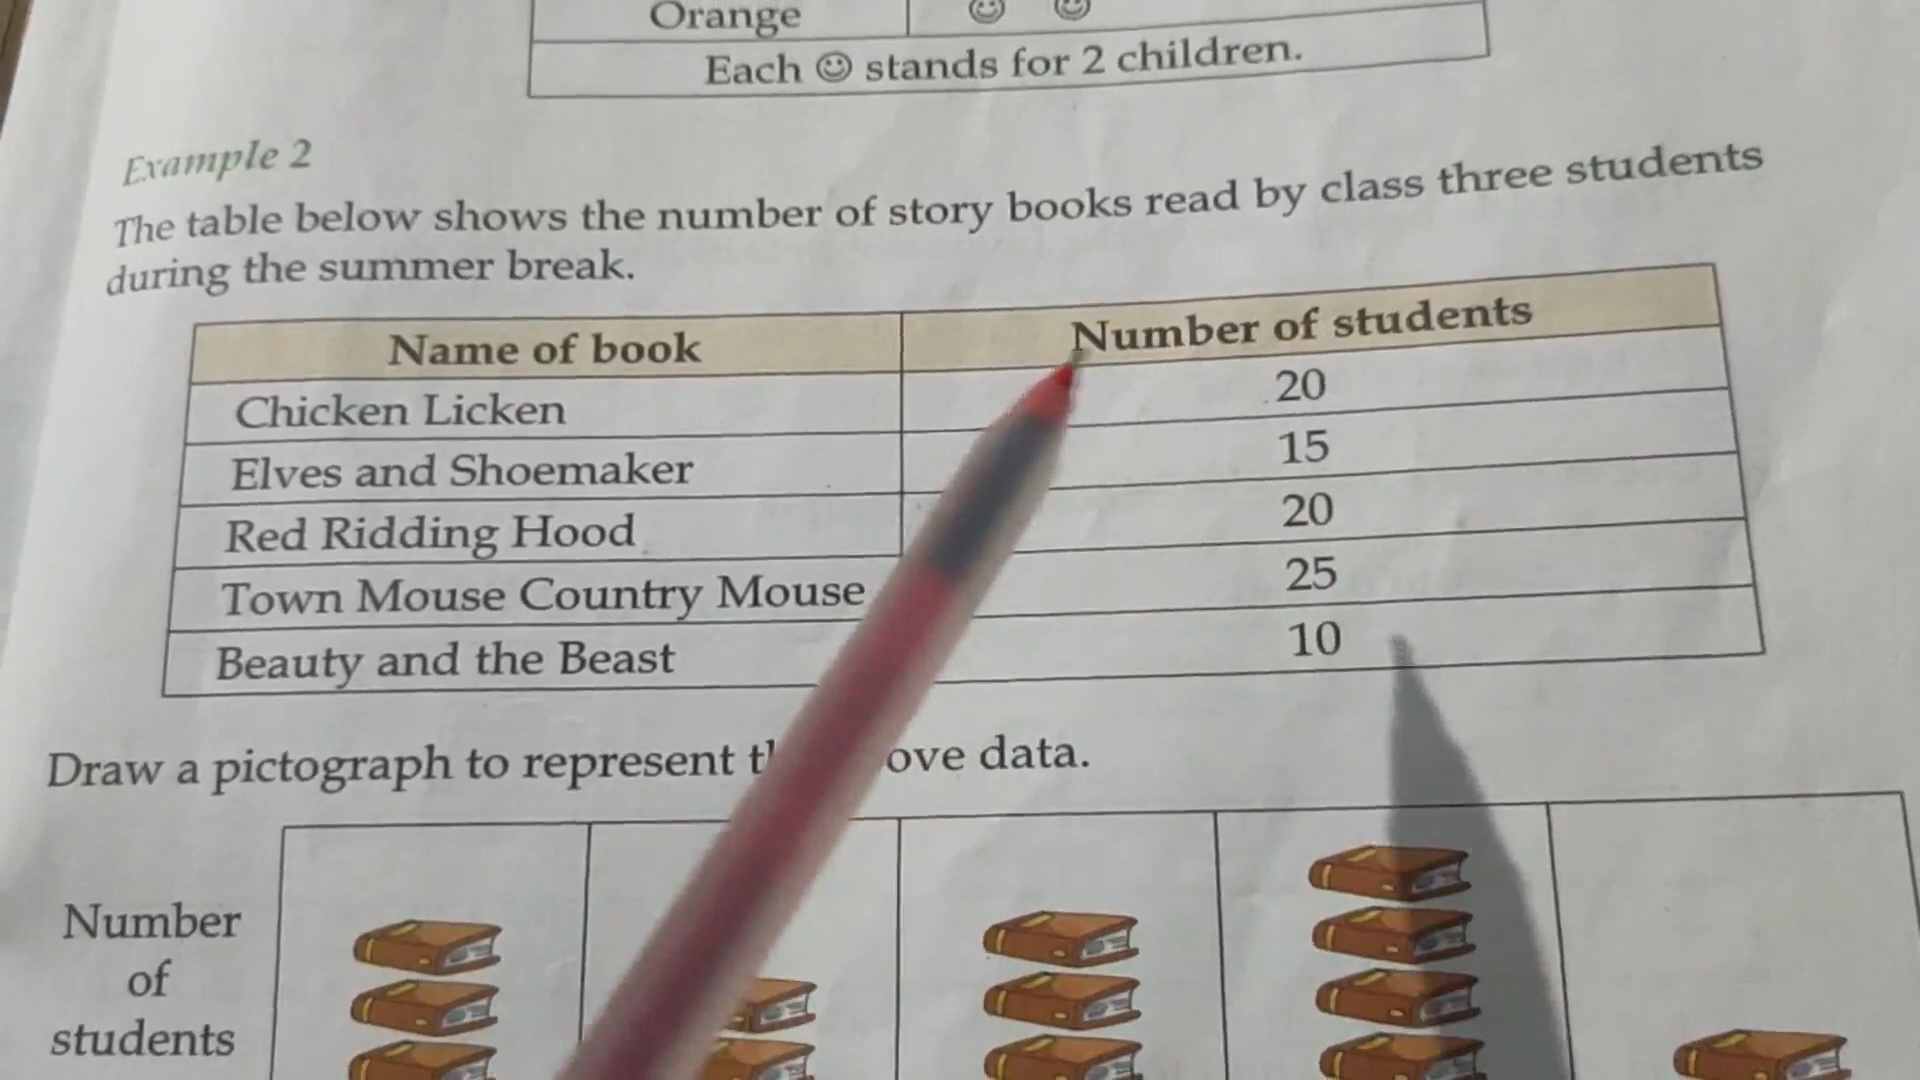 Orange
Each ☺ stands for 2 children.
Example 2
The table below shows the number of story books read by class three students
during the summer break.
Name of book Number of students
Chicken Licken 20
Elves and Shoemaker 15
Red Ridding Hood 20
Town Mouse Country Mouse 25
Beauty and the Beast 10
Draw a pictograph to represent data.
Number
of
students